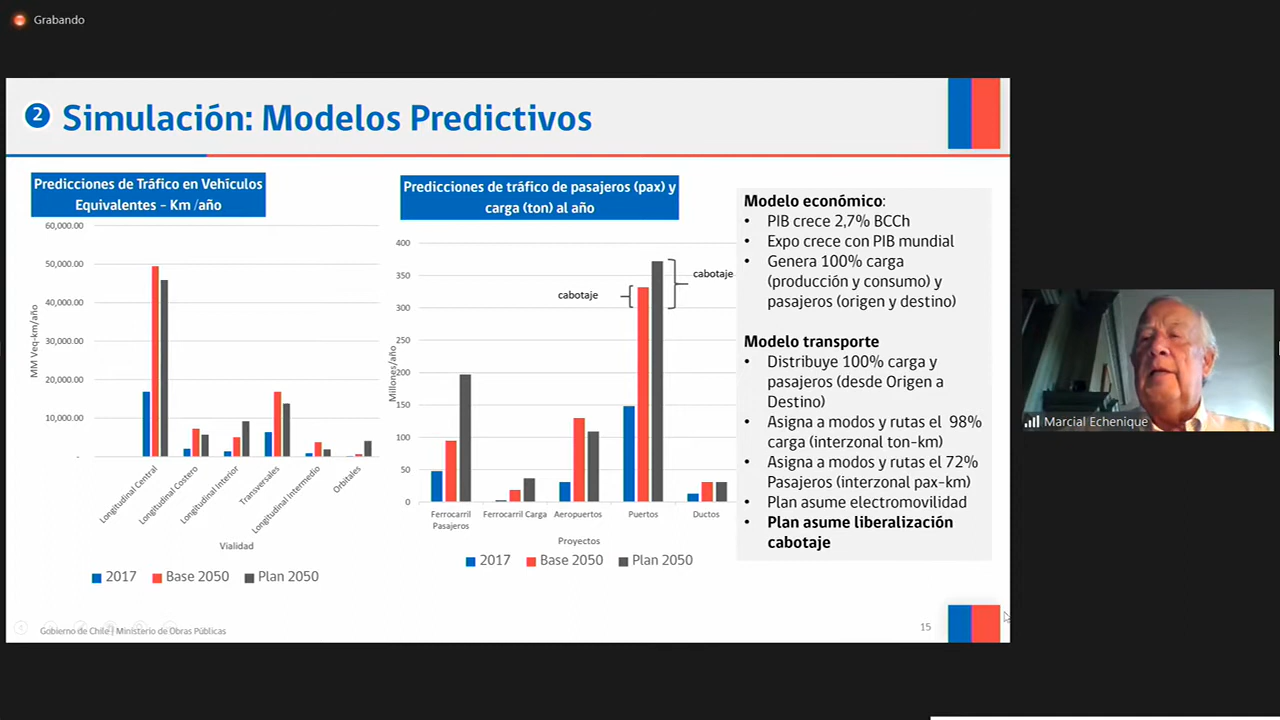 Grabando
2 Simulación: Modelos Predictivos
Predicciones de Tráfico en Vehículos
Equivalentes - Km /año
60,000.00
50,000.00
40,000.00
30,000.00
20,000.00
10,000.00
-
MM Veq-km/año
Longitudinal Central
Longitudinal Costero
Longitudinal Interior
Transversales
Longitudinal Intermedio
Orbitales
Vialidad
2017
Base 2050
Plan 2050
Predicciones de tráfico de pasajeros (pax) y
carga (ton) al año
400
350
300
250
200
150
100
50
0
Millones/año
cabotaje
cabotaje
Ferrocarril
Pasajeros
Ferrocarril Carga
Aeropuertos
Puertos
Ductos
Proyectos
2017
Base 2050
Plan 2050
Modelo económico:
• PIB crece 2,7% BCCh
• Expo crece con PIB mundial
• Genera 100% carga
(producción y consumo) y
pasajeros (origen y destino)
Modelo transporte
• Distribuye 100% carga y
pasajeros (desde Origen a
Destino)
• Asigna a modos y rutas el 98%
carga (interzonal ton-km)
• Asigna a modos y rutas el 72%
Pasajeros (interzonal pax-km)
• Plan asume electromovilidad
• Plan asume liberalización
cabotaje
Marcial Echenique
Gobierno de Chile | Ministerio de Obras Públicas
15